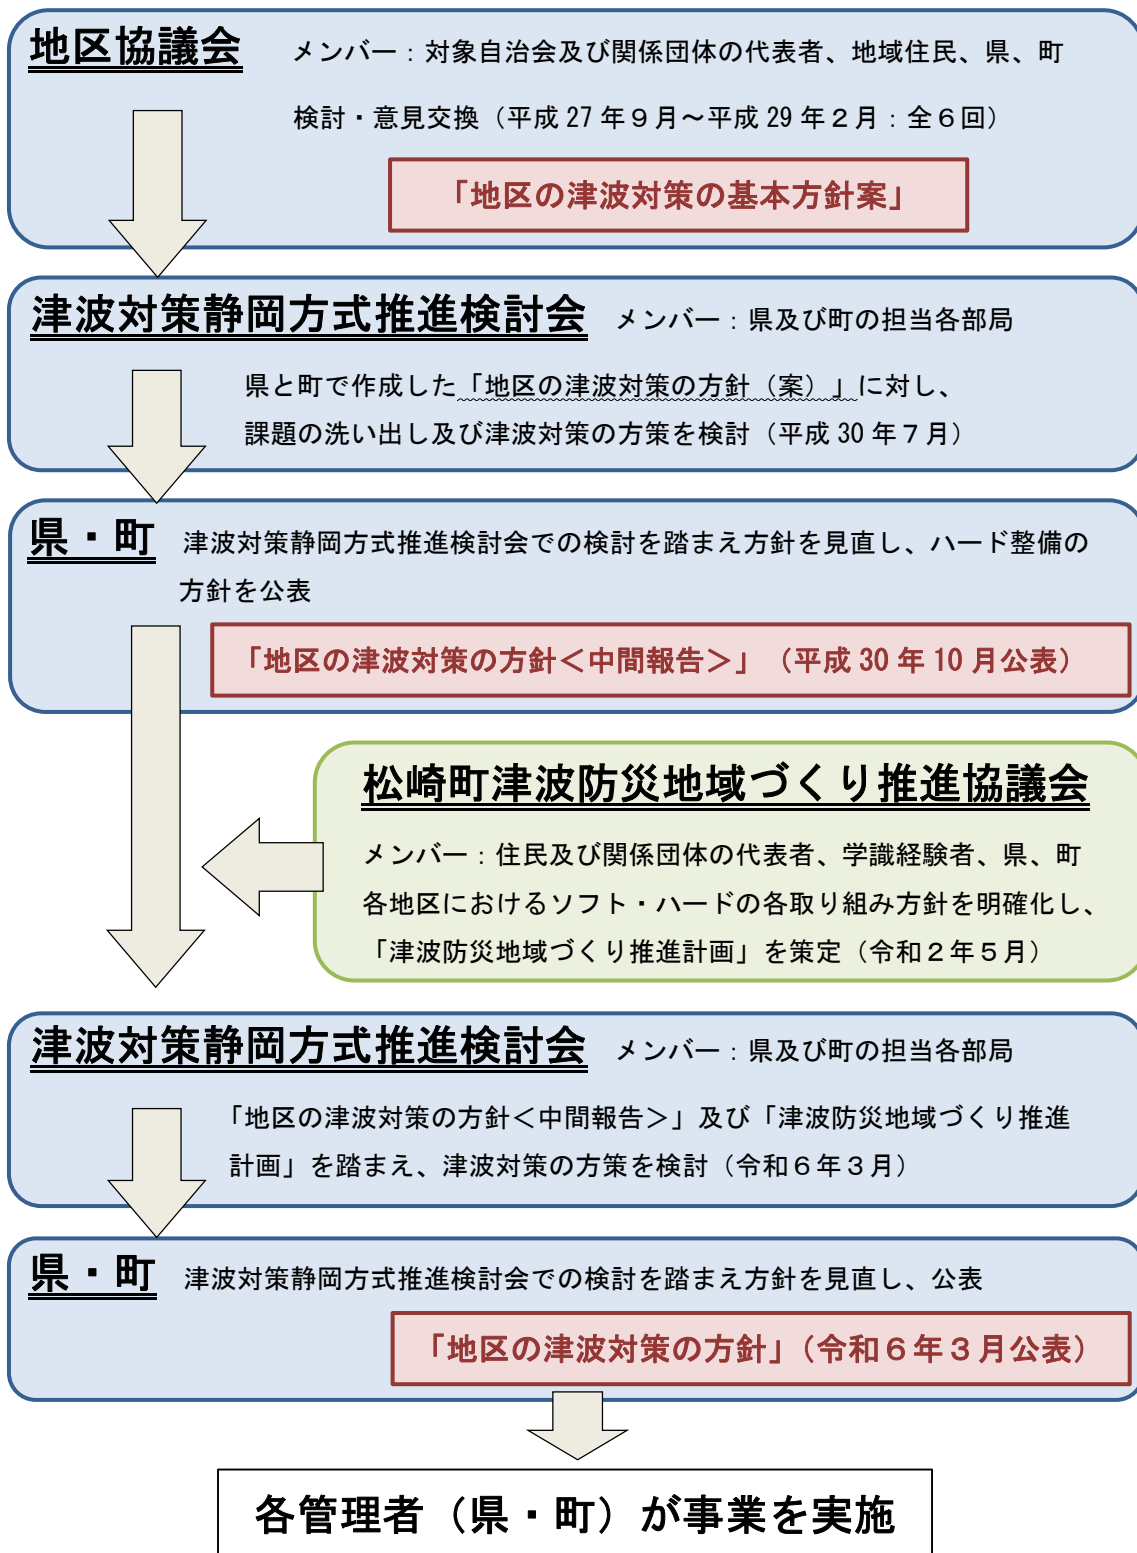 地区協議会 メンバー：対象自治会及び関係団体の代表者、地域住民、県、町
検討・意見交換（平成27年９月～平成29年２月：全６回）
「地区の津波対策の基本方針案」
津波対策静岡方式推進検討会 メンバー：県及び町の担当各部局
県と町で作成した「地区の津波対策の方針（案）」に対し、
課題の洗い出し及び津波対策の方策を検討（平成30年７月）
県・町 津波対策静岡方式推進検討会での検討を踏まえ方針を見直し、ハード整備の
方針を公表
「地区の津波対策の方針＜中間報告＞」（平成30年10月公表）
松崎町津波防災地域づくり推進協議会
メンバー：住民及び関係団体の代表者、学識経験者、県、町
各地区におけるソフト・ハードの各取り組み方針を明確化し、
「津波防災地域づくり推進計画」を策定（令和２年５月）
津波対策静岡方式推進検討会 メンバー：県及び町の担当各部局
「地区の津波対策の方針＜中間報告＞」及び「津波防災地域づくり推進
計画」を踏まえ、津波対策の方策を検討（令和６年３月）
県・町 津波対策静岡方式推進検討会での検討を踏まえ方針を見直し、公表
「地区の津波対策の方針」（令和６年３月公表）
各管理者（県・町）が事業を実施